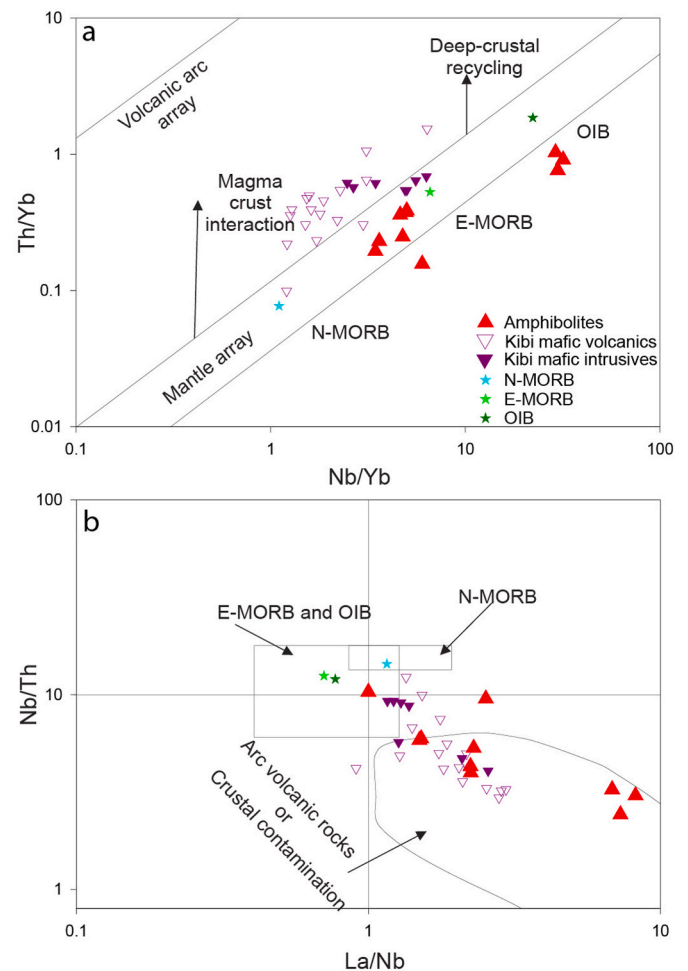 a
10
1
0.1
0.01
Th/Yb
Volcanic arc
array
Deep-crustal
recycling
OIB
Magma
crust
interaction
E-MORB
N-MORB
Mantle array
Amphibolites
Kibi mafic volcanics
Kibi mafic intrusives
N-MORB
E-MORB
OIB
0.1
1
10
100
Nb/Yb
b
100
10
1
Nb/Th
E-MORB and OIB
N-MORB
Arc volcanic rocks
or
Crustal contamination
0.1
1
10
La/Nb